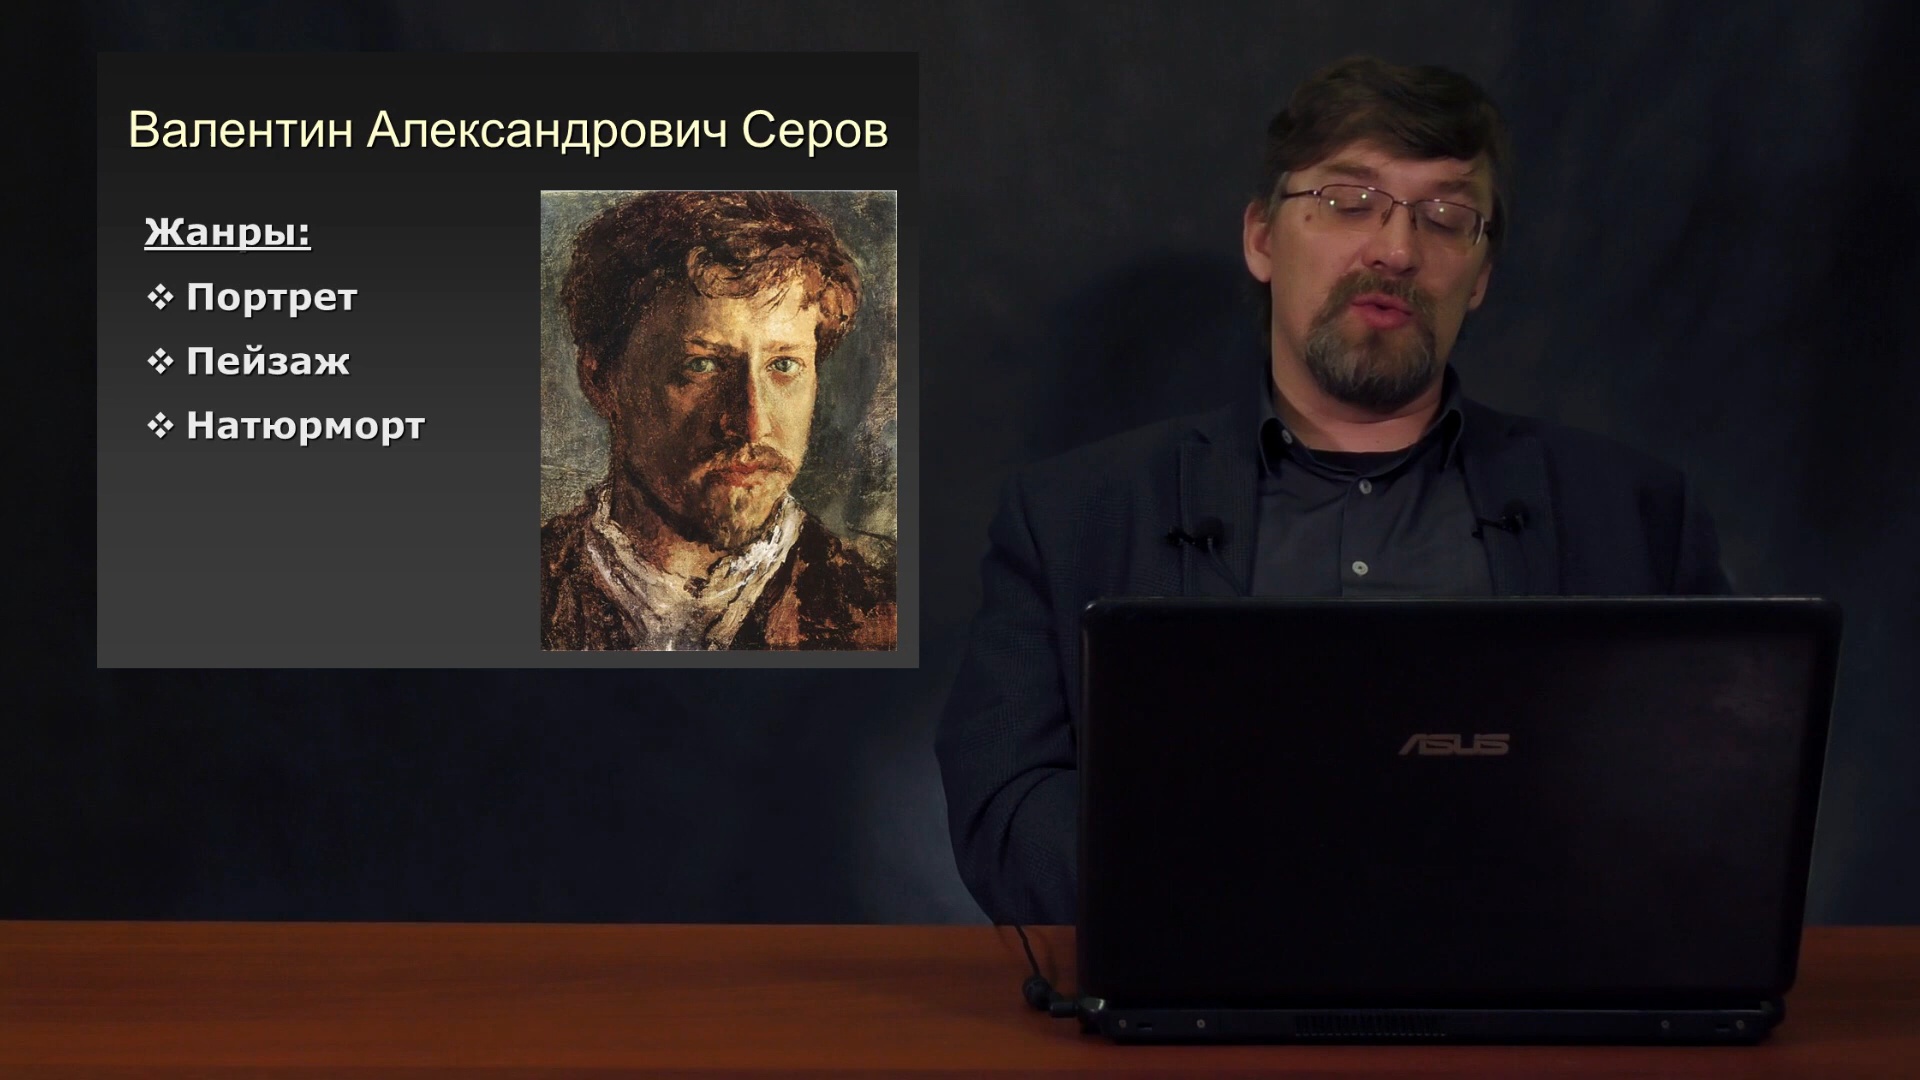 Валентин Александрович Серов
Жанры:
❖ Портрет
❖ Пейзаж
❖ Натюрморт
ASUS